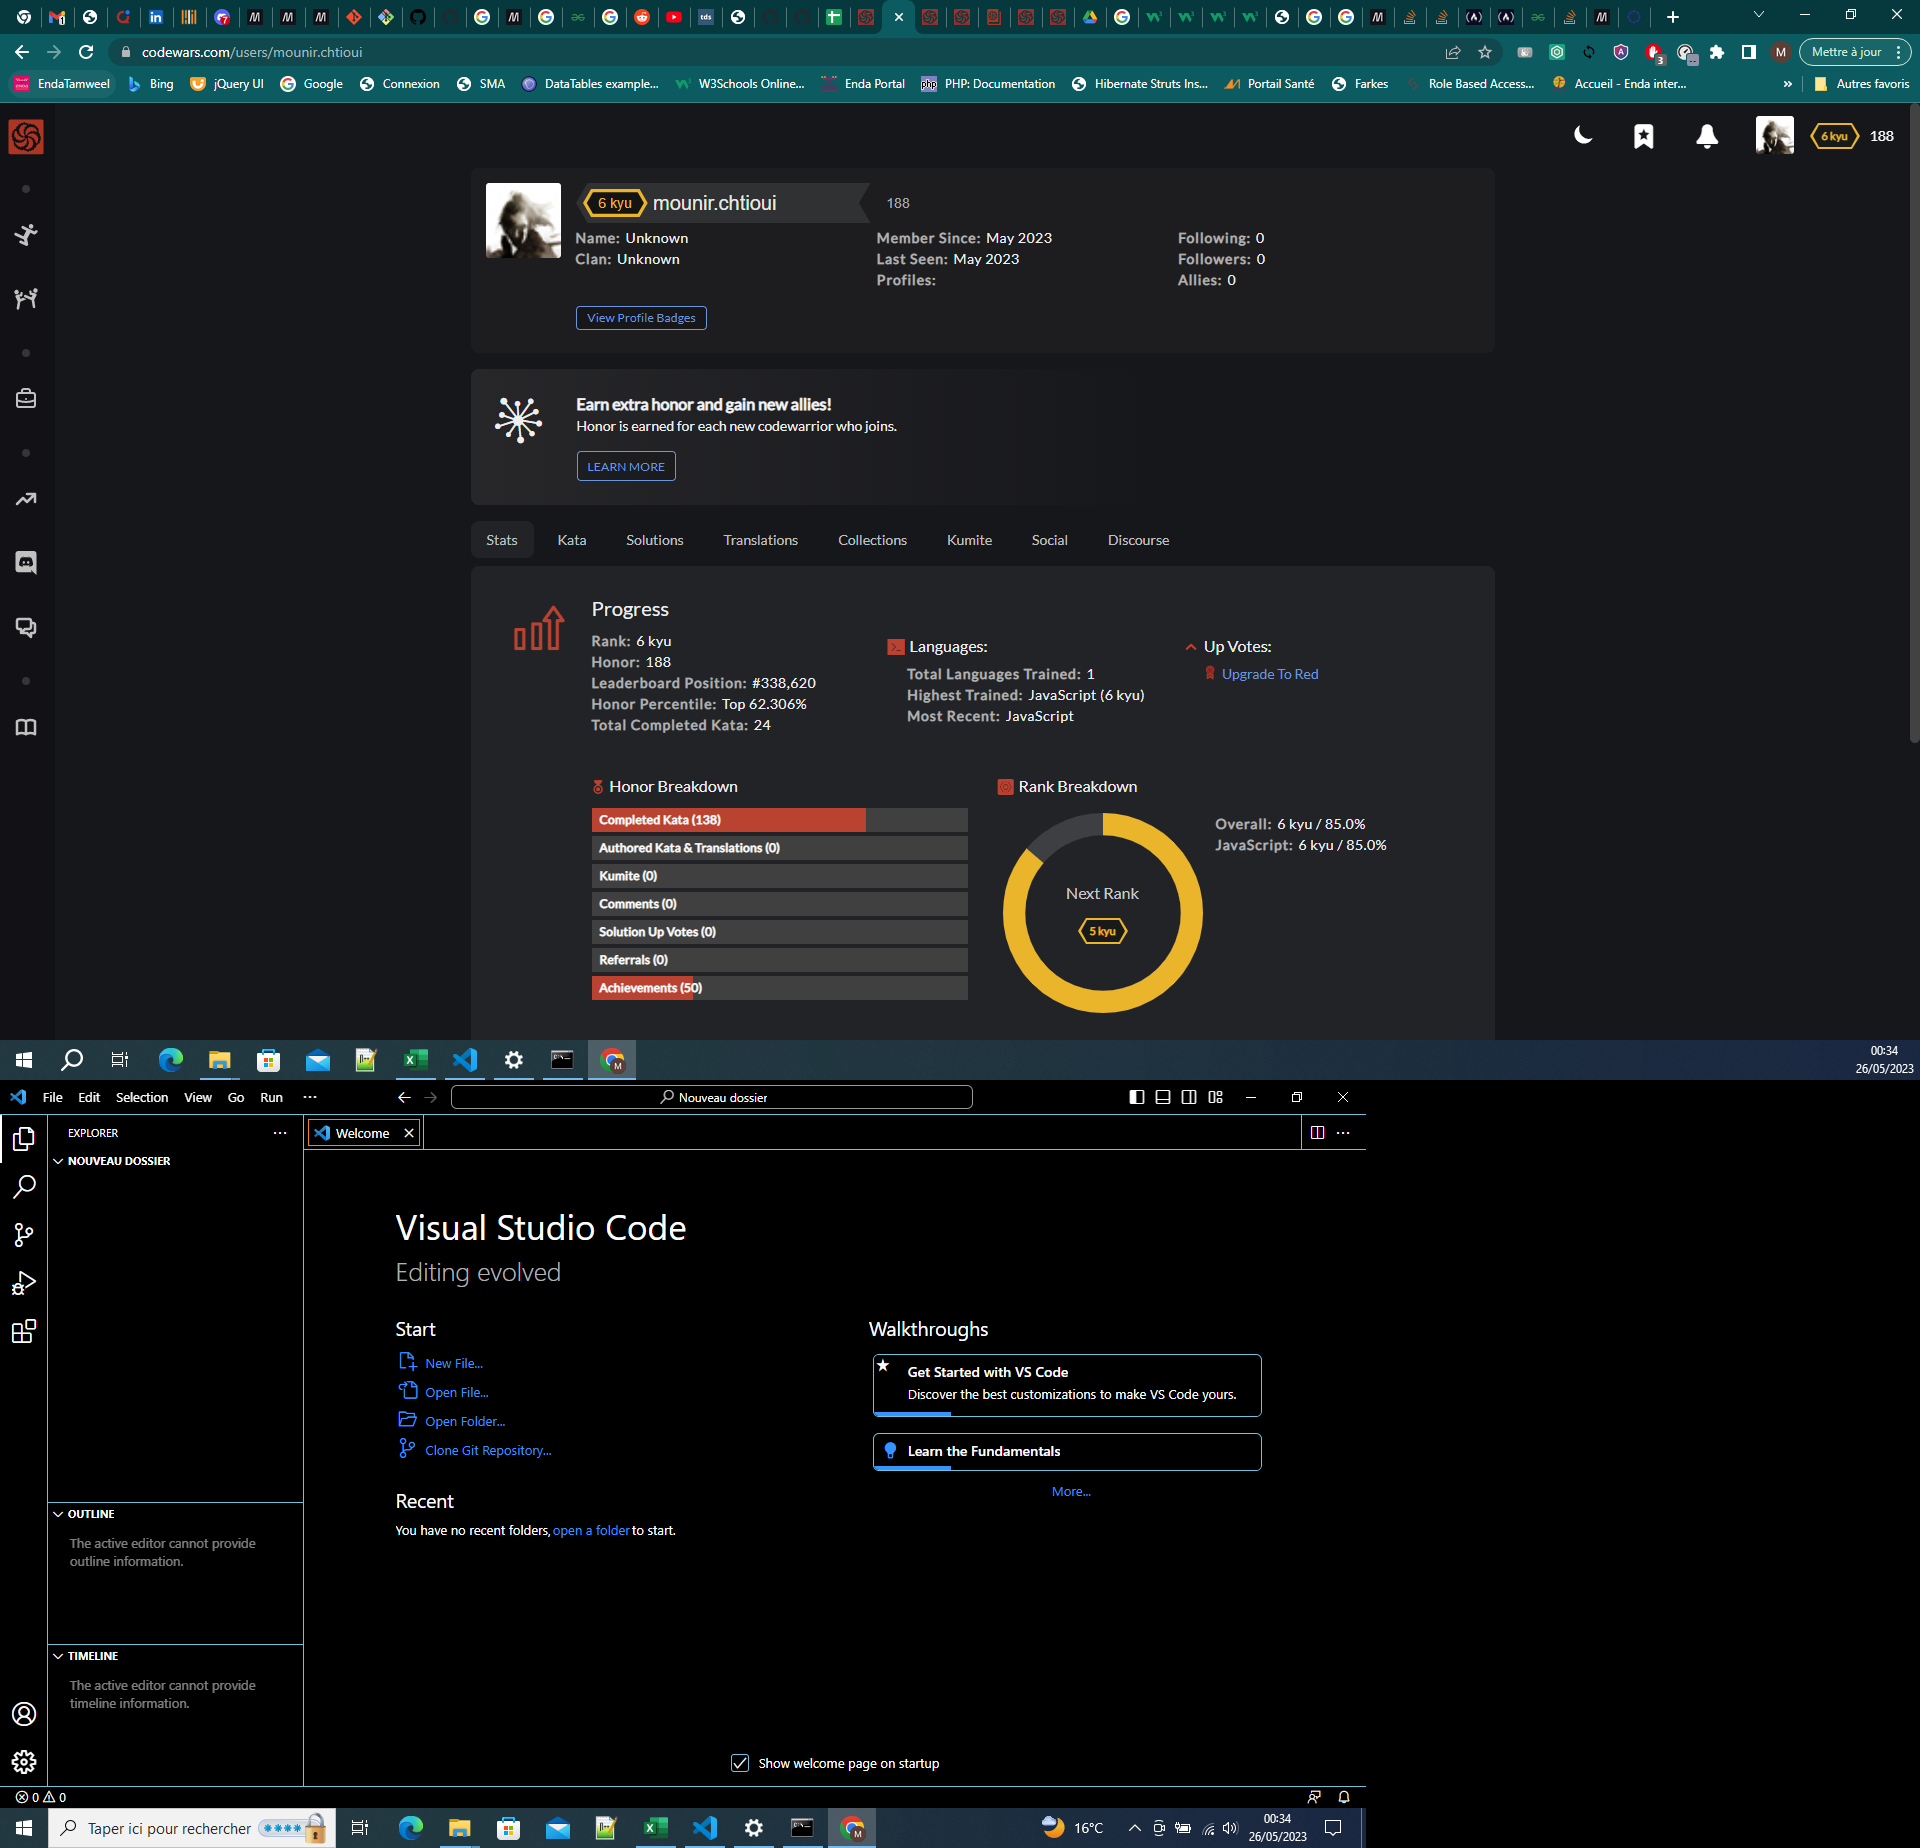 codewars.com/users/mounir.chtioui
Mettre à jour
EndaTamweel
Bing
jQuery UI
Google
Connexion
SMA
DataTables example...
W3Schools Online...
Enda Portal
PHP: Documentation
Hibernate Struts Ins...
Portail Santé
Farkes
Role Based Access...
Accueil - Enda inter...
»
Autres favoris
6 kyu
188
6 kyu
mounir.chtioui
188
Name: Unknown
Member Since: May 2023
Following: 0
Clan: Unknown
Last Seen: May 2023
Followers: 0
Profiles:
Allies: 0
View Profile Badges
Earn extra honor and gain new allies!
Honor is earned for each new codewarrior who joins.
LEARN MORE
Stats
Kata
Solutions
Translations
Collections
Kumite
Social
Discourse
Progress
Rank: 6 kyu
Honor: 188
Leaderboard Position: #338,620
Honor Percentile: Top 62.306%
Total Completed Kata: 24
Languages:
Total Languages Trained: 1
Highest Trained: JavaScript (6 kyu)
Most Recent: JavaScript
Up Votes:
Upgrade To Red
Honor Breakdown
Completed Kata (138)
Authored Kata & Translations (0)
Kumite (0)
Comments (0)
Solution Up Votes (0)
Referrals (0)
Achievements (50)
Rank Breakdown
Next Rank
5 kyu
Overall: 6 kyu / 85.0%
JavaScript: 6 kyu / 85.0%
00:34
26/05/2023
File
Edit
Selection
View
Go
Run
···
Nouveau dossier
EXPLORER
Welcome
NOUVEAU DOSSIER
Visual Studio Code
Editing evolved
Start
New File...
Open File...
Open Folder...
Clone Git Repository...
Recent
You have no recent folders, open a folder to start.
Walkthroughs
Get Started with VS Code
Discover the best customizations to make VS Code yours.
Learn the Fundamentals
More...
OUTLINE
The active editor cannot provide
outline information.
TIMELINE
The active editor cannot provide
timeline information.
Show welcome page on startup
0
0
Taper ici pour rechercher
16°C
00:34
26/05/2023